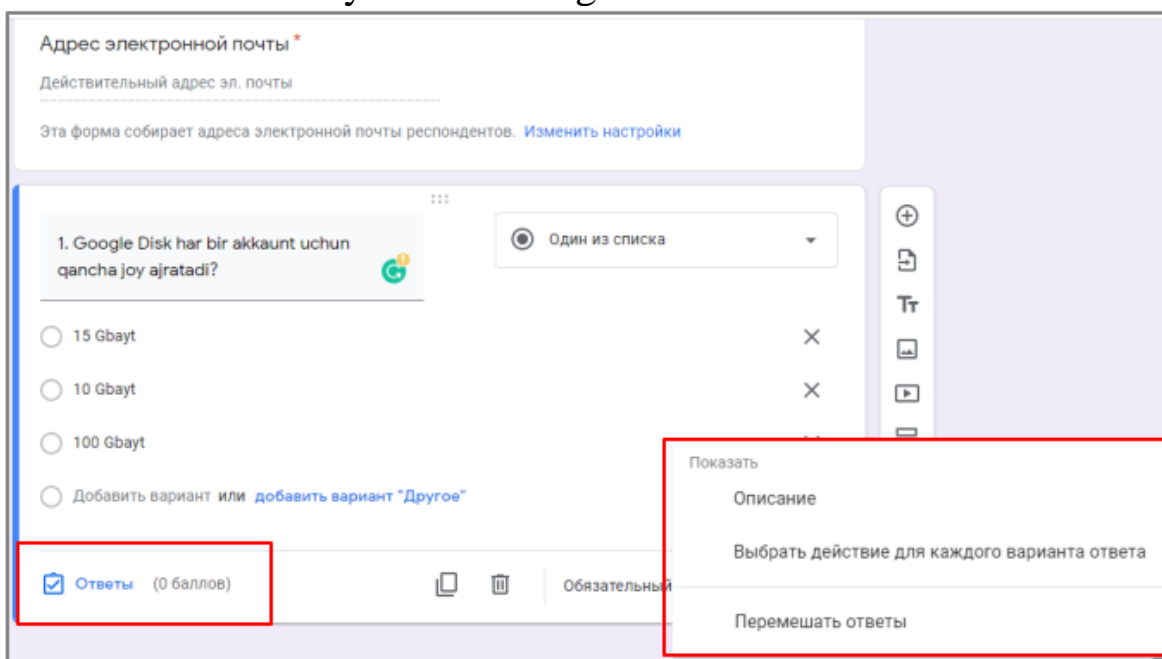 Адрес электронной почты *
Действительный адрес эл. почты
Эта форма собирает адреса электронной почты респондентов. Изменить настройки
1. Google Disk har bir akkaunt uchun
qancha joy ajratadi?
Один из списка
15 Gbayt
10 Gbayt
100 Gbayt
Добавить вариант или добавить вариант "Другое"
Ответы (0 баллов)
Обязательный
Показать
Описание
Выбрать действие для каждого варианта ответа
Перемешать ответы